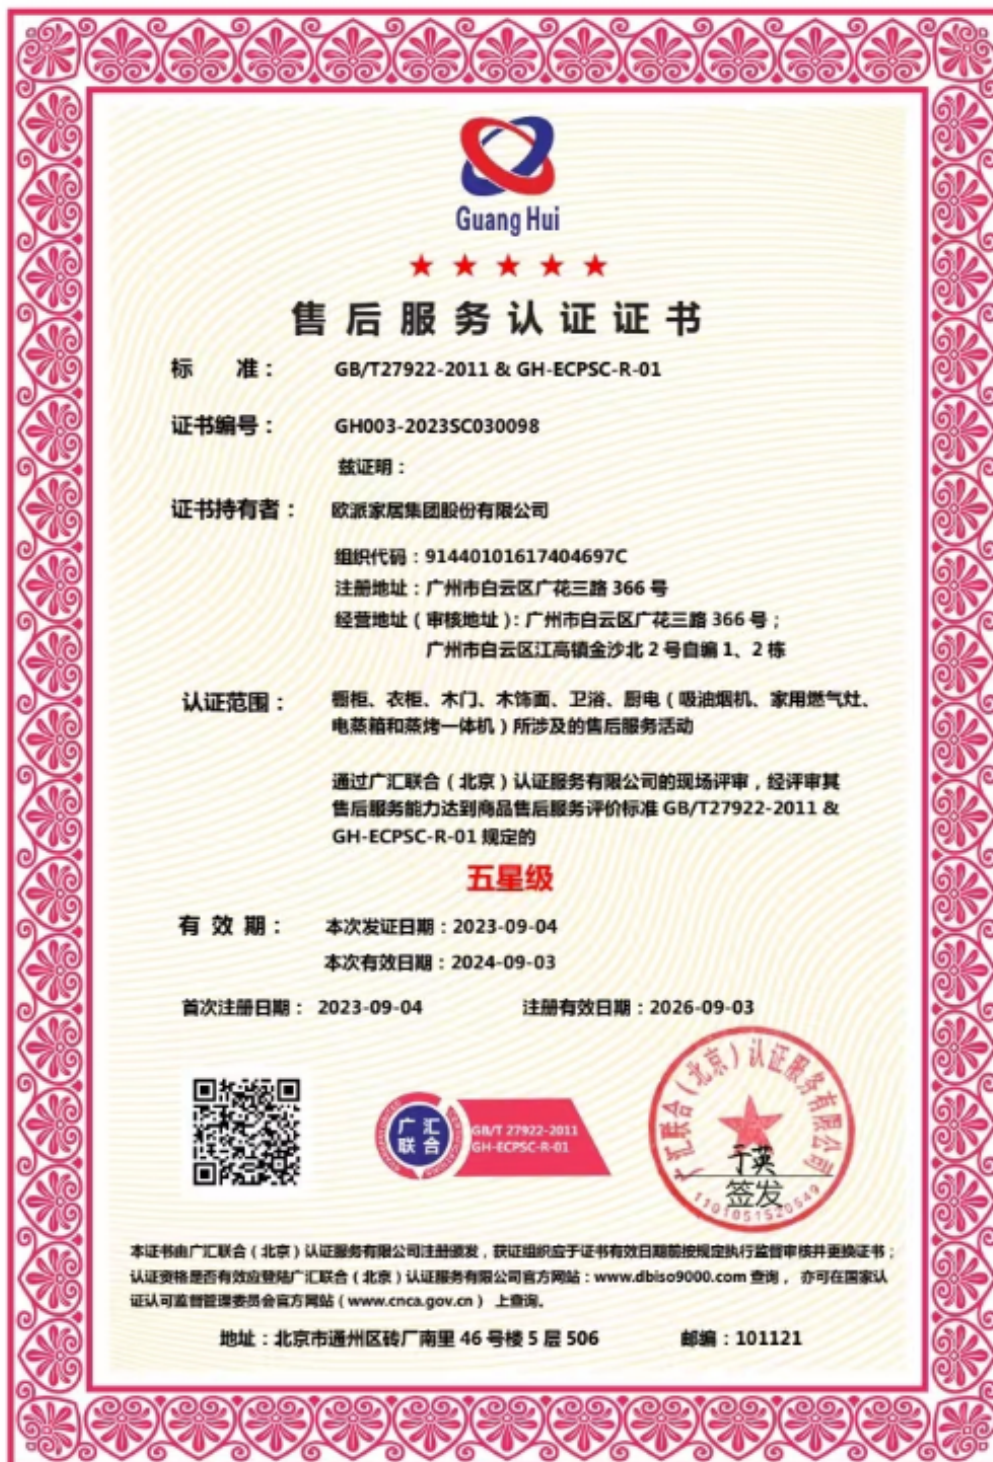 Guang Hui
售后服务认证证书
标 准： GB/T27922-2011 & GH-ECPSC-R-01
证书编号： GH003-2023SC030098
兹证明：
证书持有者： 欧派家居集团股份有限公司
组织代码：91440101617404697C
注册地址：广州市白云区广花三路 366 号
经营地址（审核地址）：广州市白云区广花三路 366 号；
广州市白云区江高镇金沙北 2 号自编 1、2 栋
认证范围： 橱柜、衣柜、木门、木饰面、卫浴、厨电（吸油烟机、家用燃气灶、
电蒸箱和蒸烤一体机）所涉及的售后服务活动
通过广汇联合（北京）认证服务有限公司的现场评审，经评审其
售后服务能力达到商品售后服务评价标准 GB/T27922-2011 &
GH-ECPSC-R-01 规定的
五星级
有 效 期： 本次发证日期：2023-09-04
本次有效日期：2024-09-03
首次注册日期： 2023-09-04 注册有效日期：2026-09-03
广汇
联合
GB/T 27922-2011
GH-ECPSC-R-01
广汇联合（北京）认证服务有限公司
于英
签发
1101051520549
本证书由广汇联合（北京）认证服务有限公司注册颁发，获证组织应于证书有效日期前按规定执行监督审核并更换证书；
认证资格是否有效应登陆广汇联合（北京）认证服务有限公司官方网站：www.dbiso9000.com 查询， 亦可在国家认
证认可监督管理委员会官方网站（www.cnca.gov.cn） 上查询。
地址：北京市通州区砖厂南里 46 号楼 5 层 506 邮编：101121